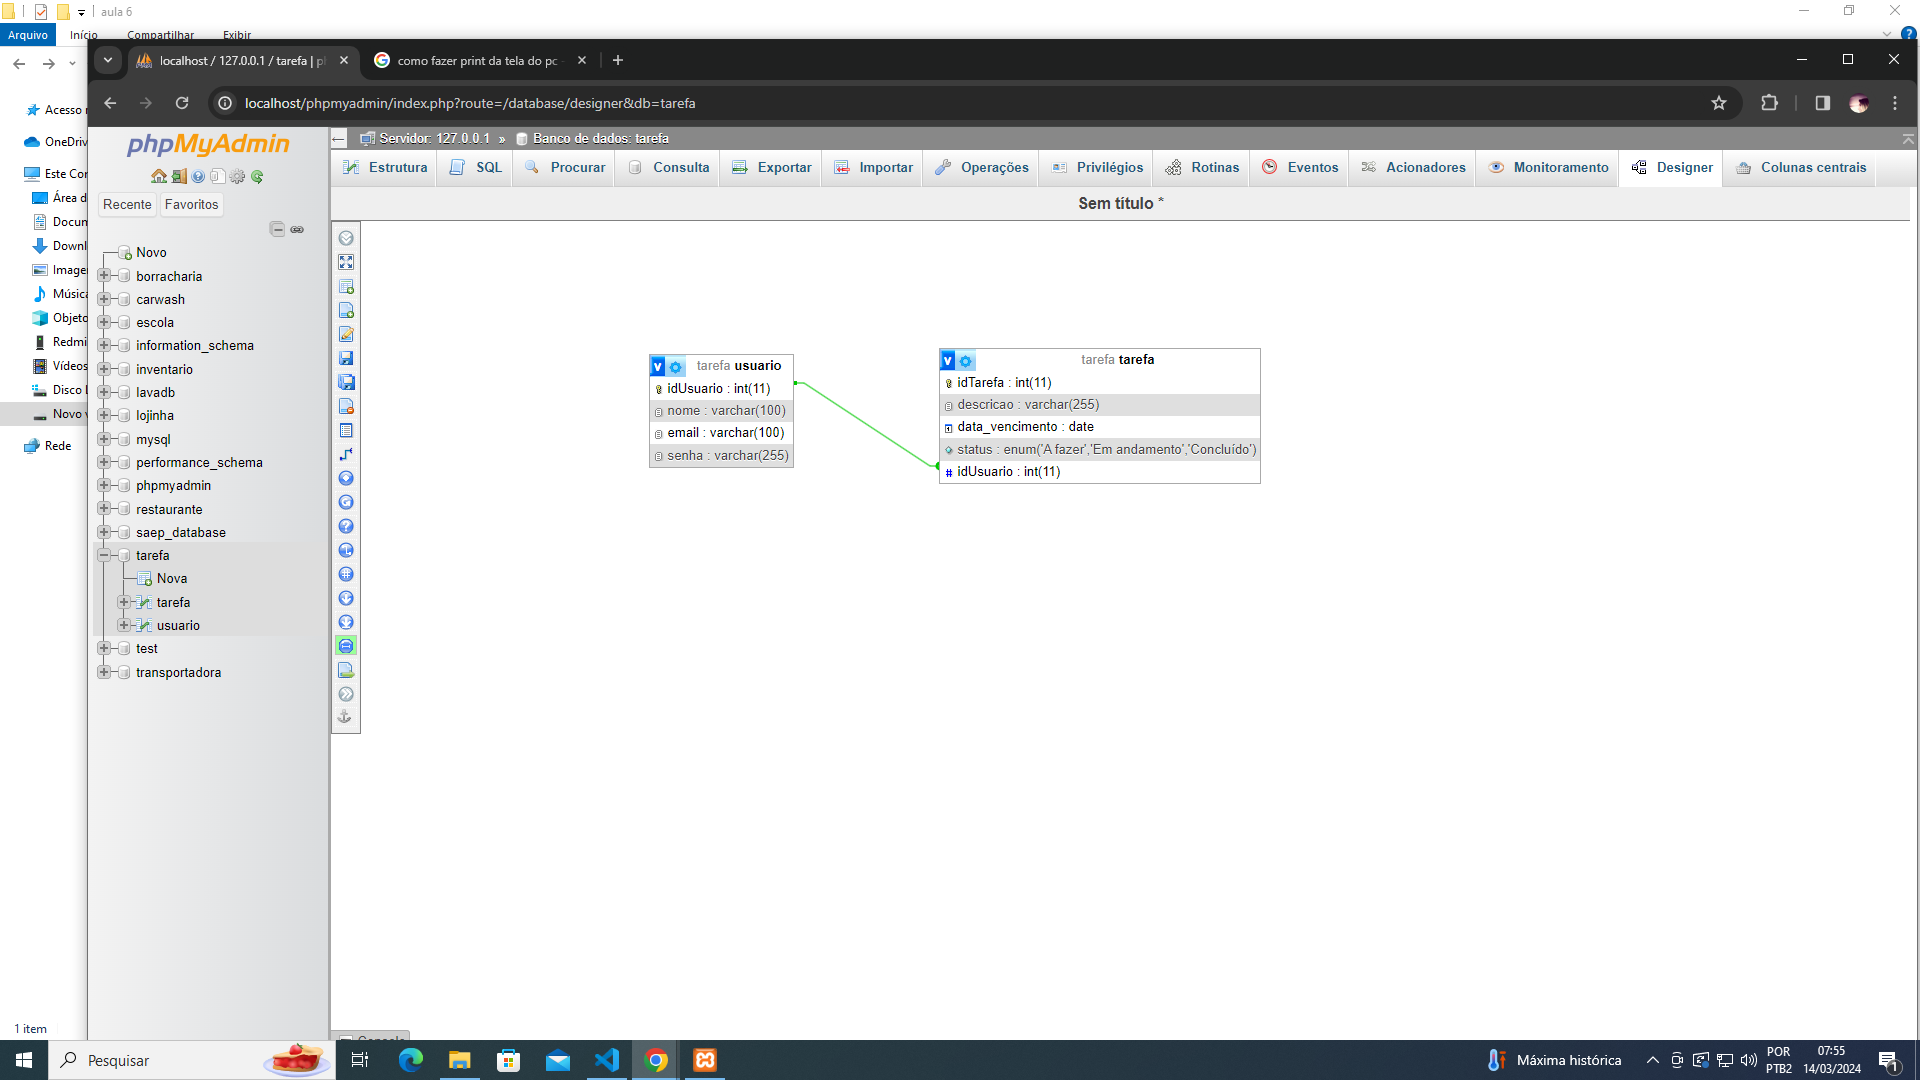 aula 6
Arquivo
Início
Compartilhar
Exibir
localhost / 127.0.0.1 / tarefa | p
como fazer print da tela do pc
localhost/phpmyadmin/index.php?route=/database/designer&db=tarefa
Acesso
OneDriv
Este Co
Área d
Docun
Downl
Image
Música
Objeto
Redmi
Vídeos
Disco
Novo
Rede
1 item
phpMyAdmin
Recente
Favoritos
Novo
borracharia
carwash
escola
information_schema
inventario
lavadb
lojinha
mysql
performance_schema
phpmyadmin
restaurante
saep_database
tarefa
Nova
tarefa
usuario
test
transportadora
Servidor: 127.0.0.1 » Banco de dados: tarefa
Estrutura
SQL
Procurar
Consulta
Exportar
Importar
Operações
Privilégios
Rotinas
Eventos
Acionadores
Monitoramento
Designer
Colunas centrais
Sem título *
v tarefa usuario
idUsuario : int(11)
nome : varchar(100)
email : varchar(100)
senha : varchar(255)
v tarefa tarefa
idTarefa : int(11)
descricao : varchar(255)
data_vencimento : date
status : enum('A fazer','Em andamento','Concluído')
# idUsuario : int(11)
Console
Pesquisar
Máxima histórica
POR
PTB2
07:55
14/03/2024
1